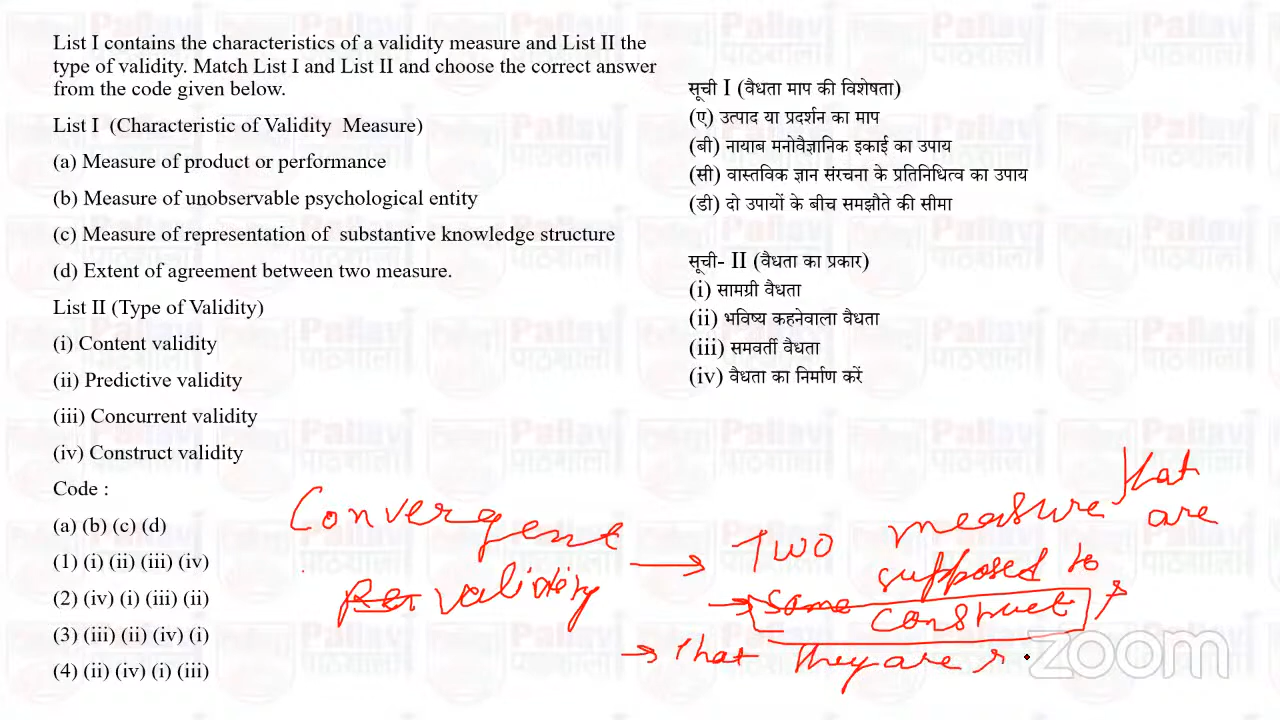 List I contains the characteristics of a validity measure and List II the
type of validity. Match List I and List II and choose the correct answer
from the code given below.
List I (Characteristic of Validity Measure)
(a) Measure of product or performance
(b) Measure of unobservable psychological entity
(c) Measure of representation of substantive knowledge structure
(d) Extent of agreement between two measure.
List II (Type of Validity)
(i) Content validity
(ii) Predictive validity
(iii) Concurrent validity
(iv) Construct validity
Code :
(a) (b) (c) (d)
(1) (i) (ii) (iii) (iv)
(2) (iv) (i) (iii) (ii)
(3) (iii) (ii) (iv) (i)
(4) (ii) (iv) (i) (iii)
सूची I (वैधता माप की विशेषता)
(ए) उत्पाद या प्रदर्शन का माप
(बी) नायाब मनोवैज्ञानिक इकाई का उपाय
(सी) वास्तविक ज्ञान संरचना के प्रतिनिधित्व का उपाय
(डी) दो उपायों के बीच समझौते की सीमा
सूची- II (वैधता का प्रकार)
(i) सामग्री वैधता
(ii) भविष्य कहनेवाला वैधता
(iii) समवर्ती वैधता
(iv) वैधता का निर्माण करें
Convergent
validity
Two measure that
are
supposed to
same construct
that they are
zoom
Pallavi
पाठशाला